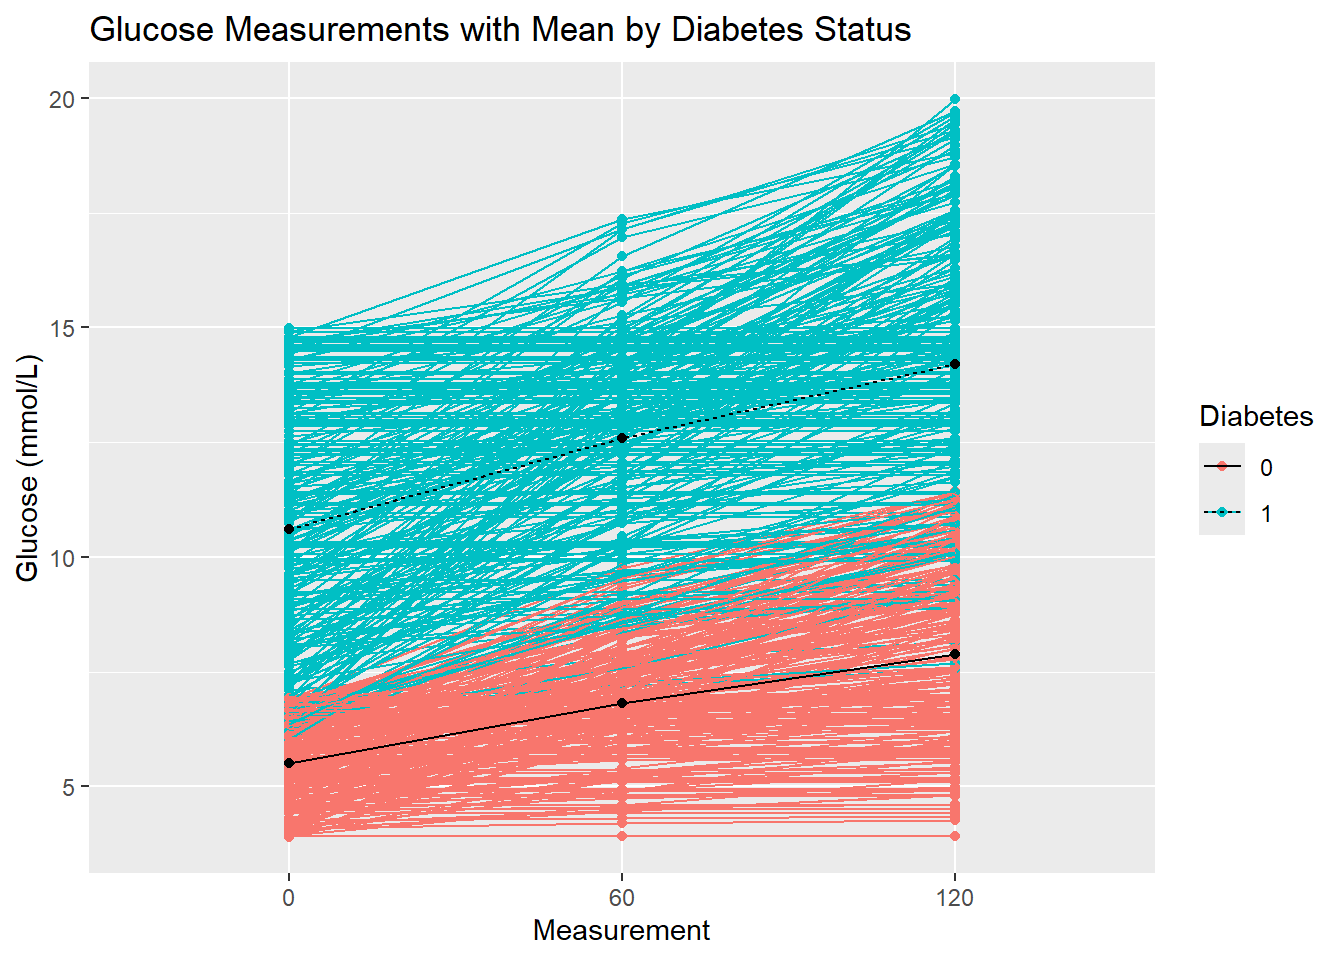 Glucose Measurements with Mean by Diabetes Status
20
15
10
5
Glucose (mmol/L)
0
60
120
Measurement
Diabetes
0
1